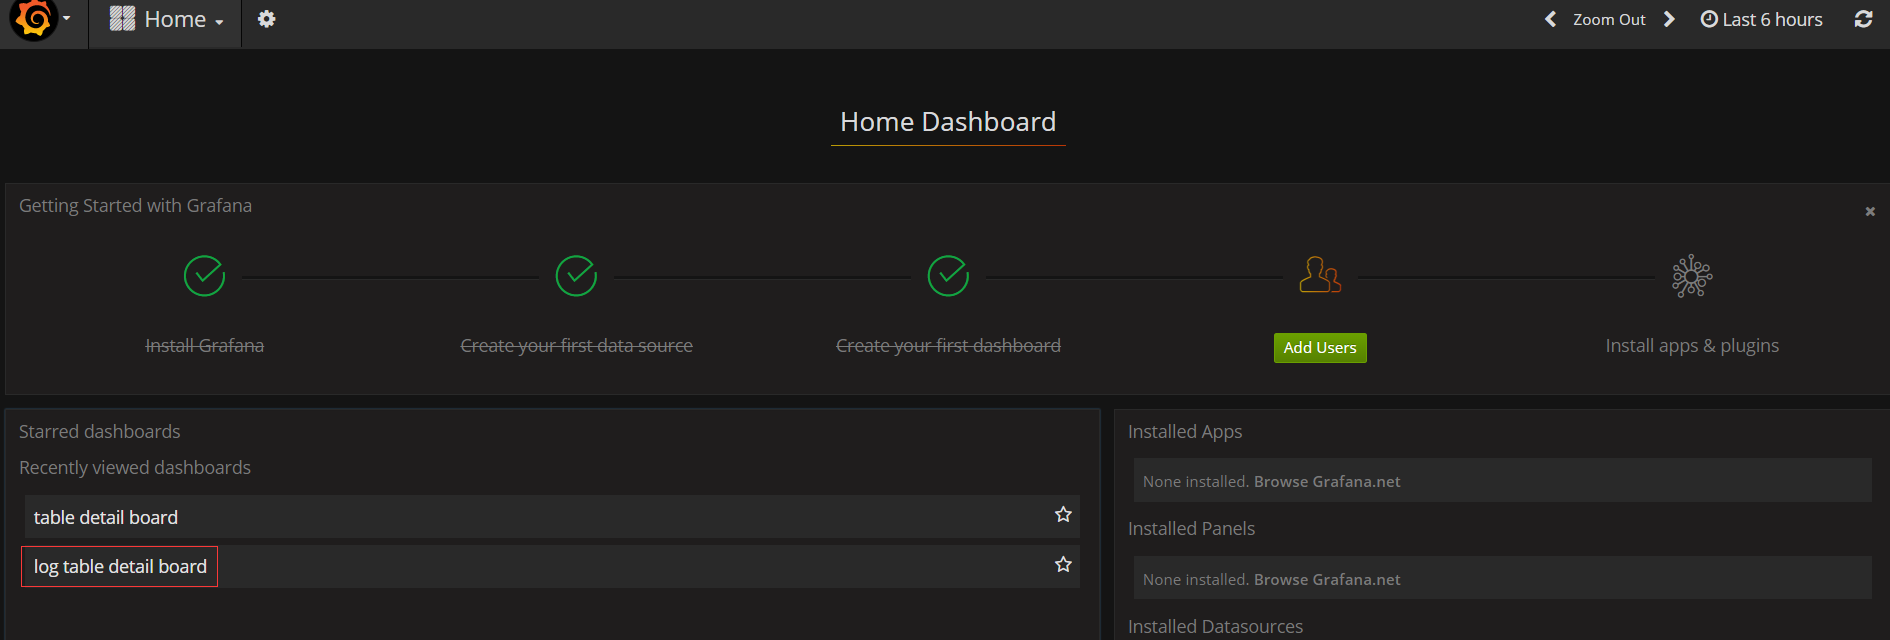 Home
Zoom Out
Last 6 hours
Home Dashboard
Getting Started with Grafana
Install Grafana
Create your first data source
Create your first dashboard
Add Users
Install apps & plugins
Starred dashboards
Recently viewed dashboards
table detail board
log table detail board
Installed Apps
None installed. Browse Grafana.net
Installed Panels
None installed. Browse Grafana.net
Installed Datasources